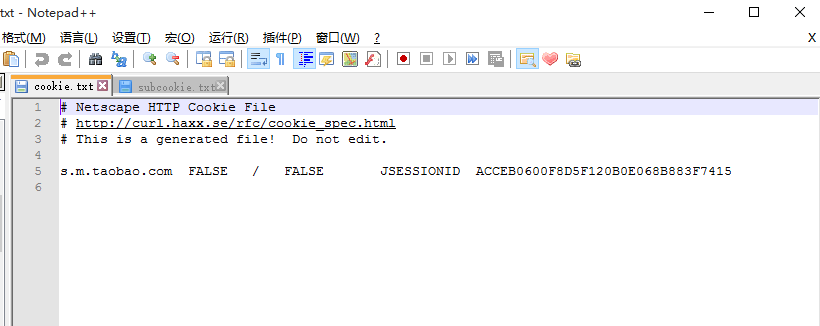 txt - Notepad++
格式(M) 语言(L) 设置(T) 宏(O) 运行(R) 插件(P) 窗口(W) ? X
cookie.txt subcookie.txt
1 # Netscape HTTP Cookie File
2 # http://curl.haxx.se/rfc/cookie_spec.html
3 # This is a generated file!  Do not edit.
4
5 s.m.taobao.com FALSE / FALSE JSESSIONID ACCEB0600F8D5F120B0E068B883F7415
6